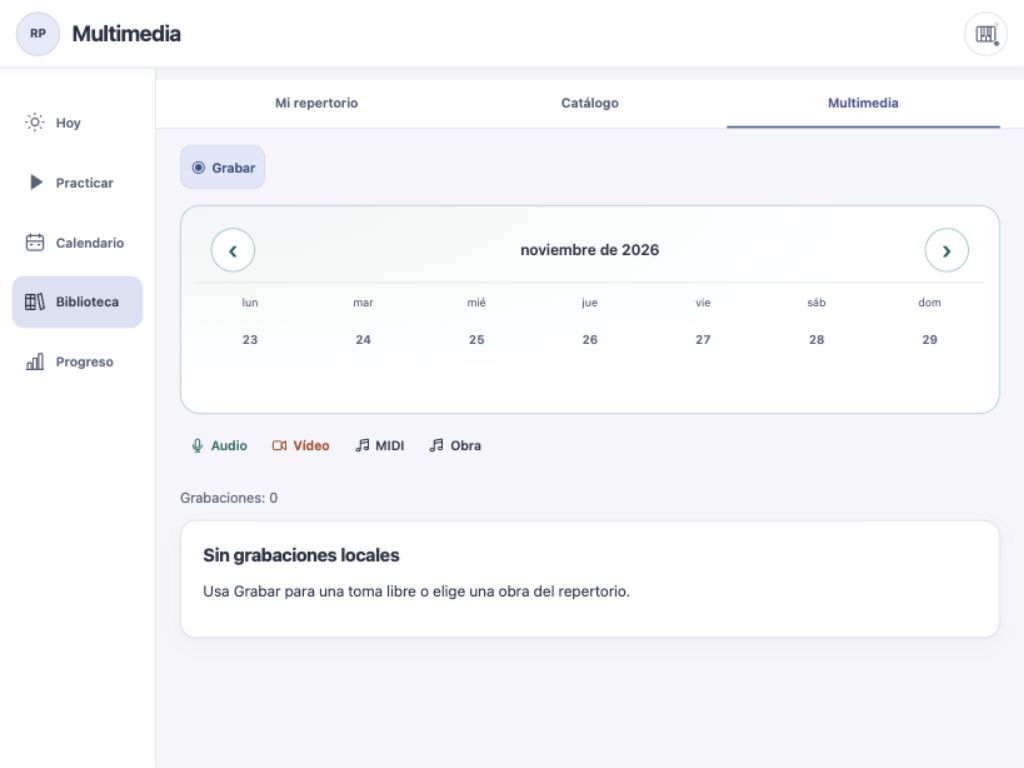 RP
Multimedia
Hoy
Practicar
Calendario
Biblioteca
Progreso
Mi repertorio Catálogo Multimedia
Grabar
noviembre de 2026
lun mar mié jue vie sáb dom
23 24 25 26 27 28 29
Audio Vídeo MIDI Obra
Grabaciones: 0
Sin grabaciones locales
Usa Grabar para una toma libre o elige una obra del repertorio.